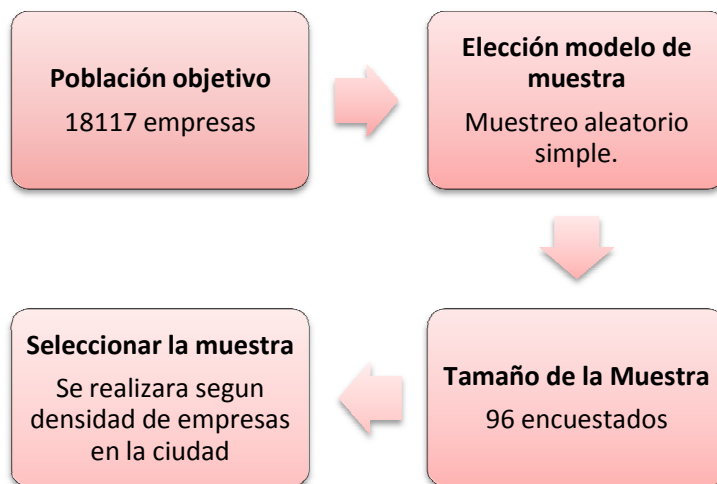 Población objetivo
18117 empresas
Elección modelo de
muestra
Muestreo aleatorio
simple.
Tamaño de la Muestra
96 encuestados
Seleccionar la muestra
Se realizara segun
densidad de empresas
en la ciudad